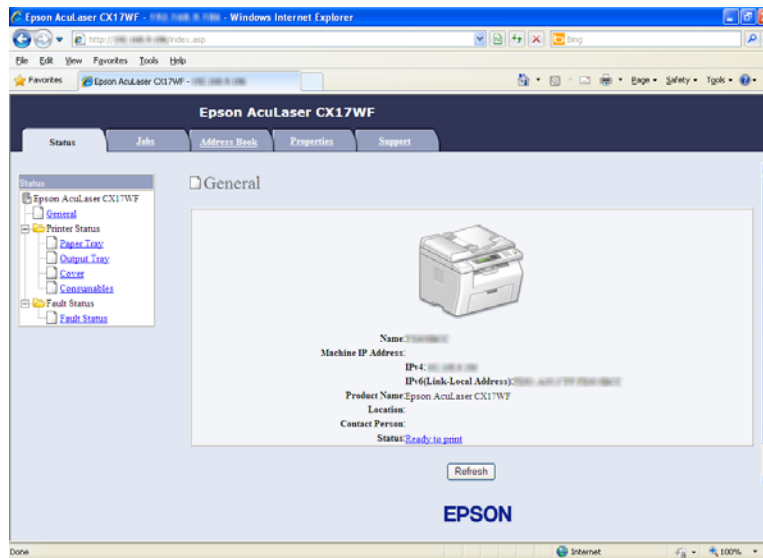 Epson AcuLaser CX17WF - - Windows Internet Explorer
http:// /index.asp
Bing
File Edit View Favorites Tools Help
Favorites
Epson AcuLaser CX17WF -
Page Safety Tools
Epson AcuLaser CX17WF
Status Jobs Address Book Properties Support
Status
Epson AcuLaser CX17WF
General
Printer Status
Paper Tray
Output Tray
Cover
Consumables
Fault Status
Fault Status
General
Name:
Machine IP Address:
IPv4:
IPv6(Link-Local Address):
Product Name:Epson AcuLaser CX17WF
Location:
Contact Person:
Status:Ready to print
Refresh
EPSON
Done
Internet
100%